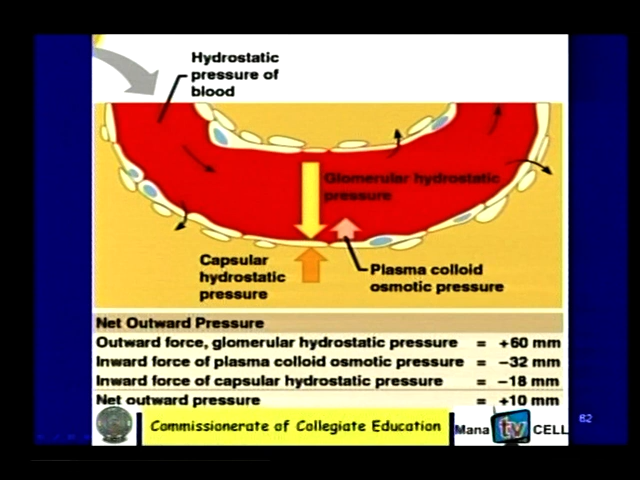 Hydrostatic
pressure of
blood
Glomerular hydrostatic
pressure
Capsular
hydrostatic
pressure
Plasma colloid
osmotic pressure
Net Outward Pressure
Outward force, glomerular hydrostatic pressure = +60 mm
Inward force of plasma colloid osmotic pressure = −32 mm
Inward force of capsular hydrostatic pressure = −18 mm
Net outward pressure = +10 mm
Commissionerate of Collegiate Education
Mana tv CELL
82